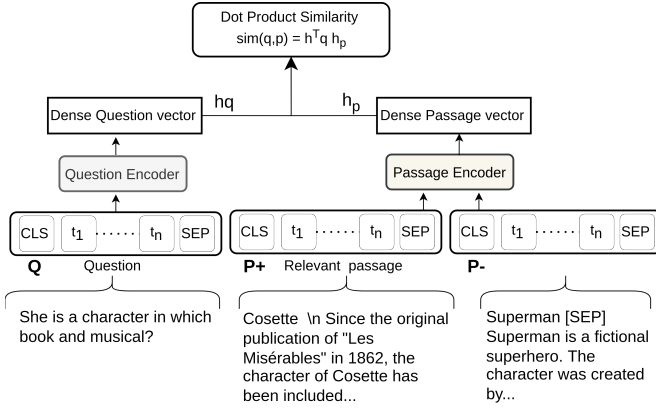 Dot Product Similarity
sim(q,p) = hᵀq hₚ
Dense Question vector
hq
hₚ
Dense Passage vector
Question Encoder
Passage Encoder
CLS t₁ ...... tₙ SEP
CLS t₁ ...... tₙ SEP
CLS t₁ ...... tₙ SEP
Q Question
P+ Relevant passage
P-
She is a character in which
book and musical?
Cosette \n Since the original
publication of "Les
Misérables" in 1862, the
character of Cosette has
been included...
Superman [SEP]
Superman is a fictional
superhero. The
character was created
by...